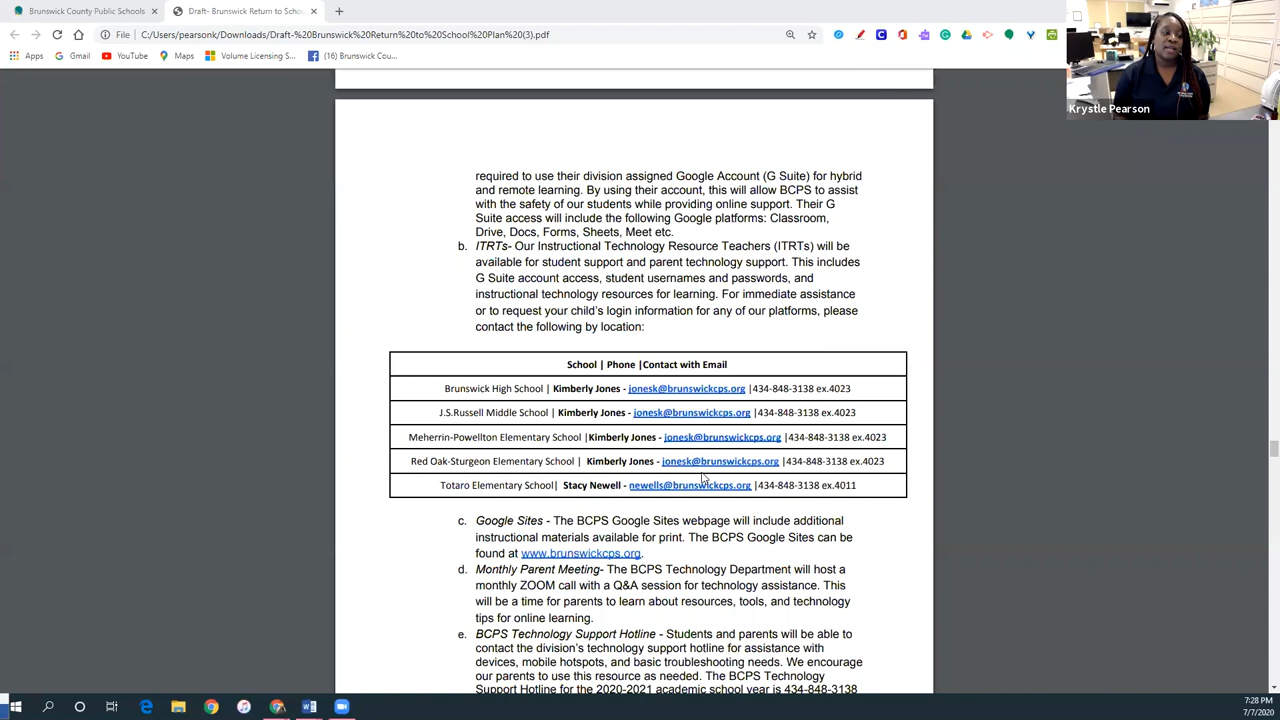 Brunswick County Public Schools
Draft- Brunswick Return to Schoo
File | C:/Users/pearsonk/Downloads/Draft-%20Brunswick%20Return%20to%20School%20Plan%20(3).pdf
Apps Gmail YouTube Maps Volume Licensing S... (16) Brunswick Cou...
Krystle Pearson
required to use their division assigned Google Account (G Suite) for hybrid
and remote learning. By using their account, this will allow BCPS to assist
with the safety of our students while providing online support. Their G
Suite access will include the following Google platforms: Classroom,
Drive, Docs, Forms, Sheets, Meet etc.
b. ITRTs- Our Instructional Technology Resource Teachers (ITRTs) will be
available for student support and parent technology support. This includes
G Suite account access, student usernames and passwords, and
instructional technology resources for learning. For immediate assistance
or to request your child's login information for any of our platforms, please
contact the following by location:
School | Phone |Contact with Email
Brunswick High School | Kimberly Jones - jonesk@brunswickcps.org |434-848-3138 ex.4023
J.S.Russell Middle School | Kimberly Jones - jonesk@brunswickcps.org |434-848-3138 ex.4023
Meherrin-Powellton Elementary School |Kimberly Jones - jonesk@brunswickcps.org |434-848-3138 ex.4023
Red Oak-Sturgeon Elementary School | Kimberly Jones - jonesk@brunswickcps.org |434-848-3138 ex.4023
Totaro Elementary School| Stacy Newell - newells@brunswickcps.org |434-848-3138 ex.4011
c. Google Sites - The BCPS Google Sites webpage will include additional
instructional materials available for print. The BCPS Google Sites can be
found at www.brunswickcps.org.
d. Monthly Parent Meeting- The BCPS Technology Department will host a
monthly ZOOM call with a Q&A session for technology assistance. This
will be a time for parents to learn about resources, tools, and technology
tips for online learning.
e. BCPS Technology Support Hotline - Students and parents will be able to
contact the division's technology support hotline for assistance with
devices, mobile hotspots, and basic troubleshooting needs. We encourage
our parents to use this resource as needed. The BCPS Technology
Support Hotline for the 2020-2021 academic school year is 434-848-3138
7:28 PM
7/7/2020